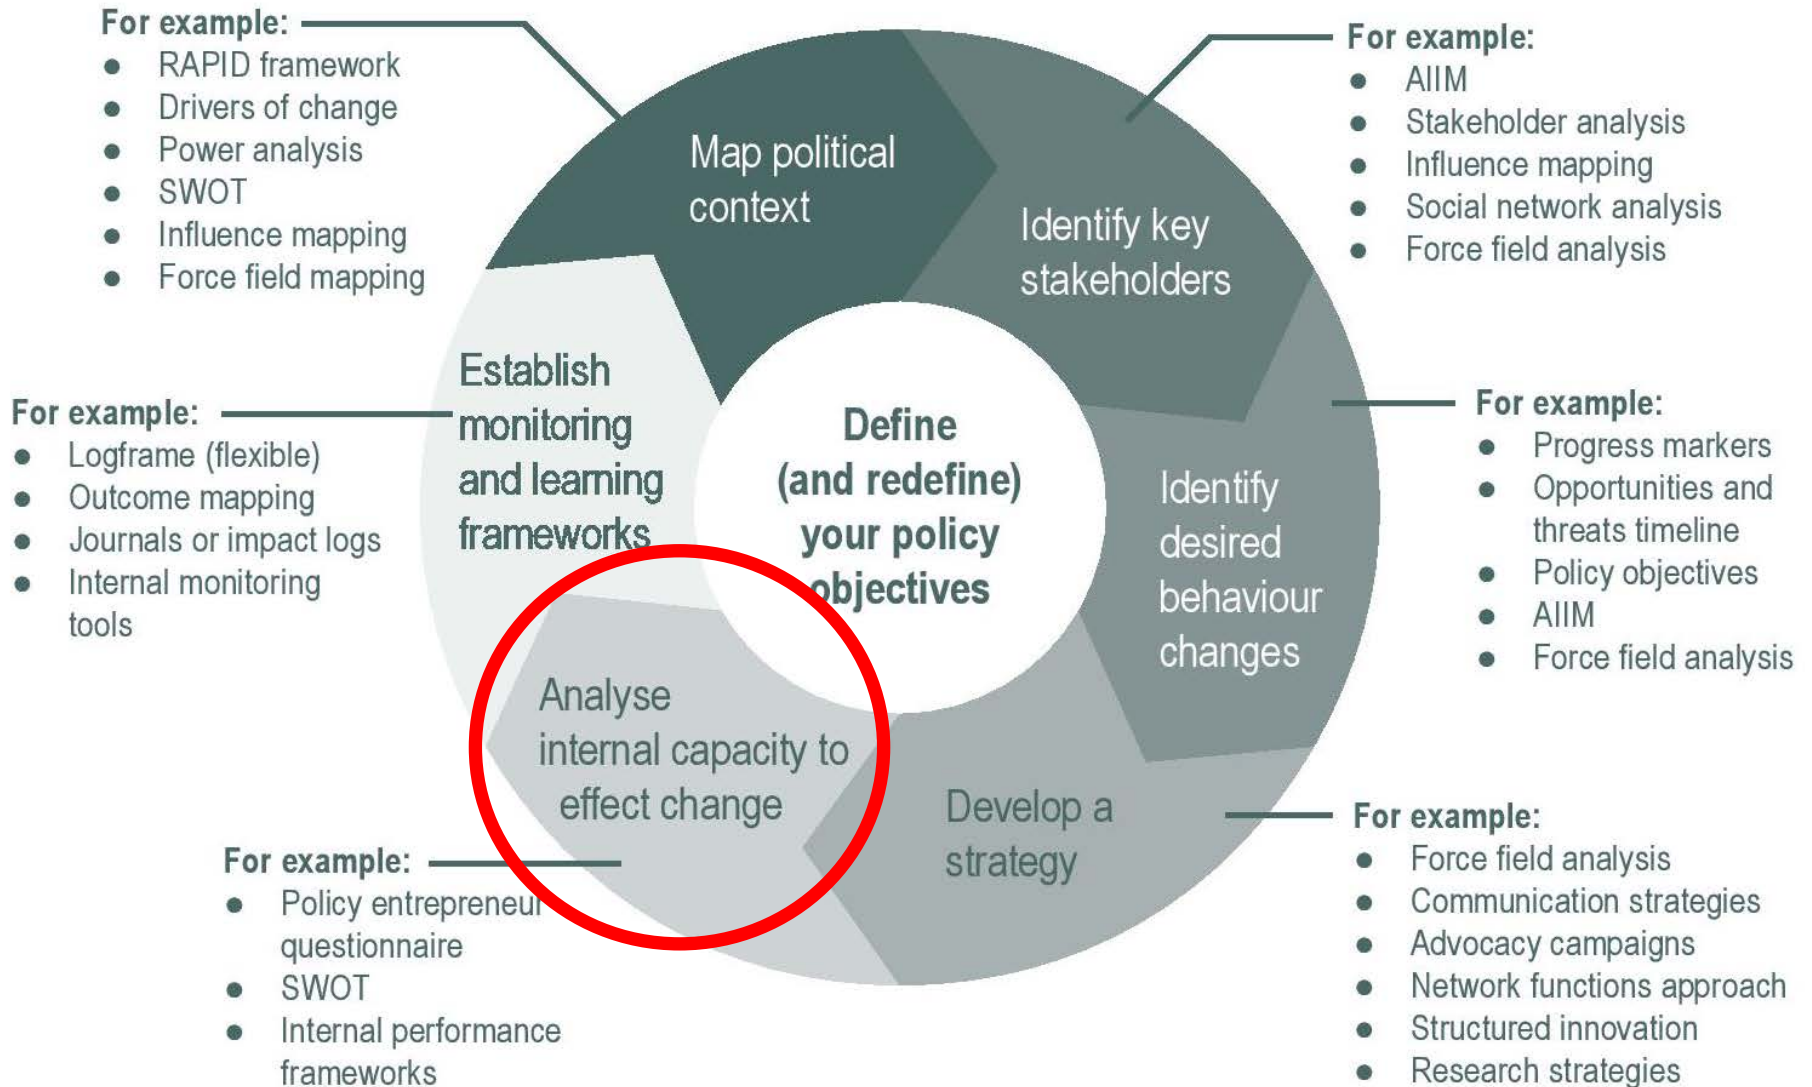 For example:
● RAPID framework
● Drivers of change
● Power analysis
● SWOT
● Influence mapping
● Force field mapping
For example:
● AIIM
● Stakeholder analysis
● Influence mapping
● Social network analysis
● Force field analysis
Map political
context
Identify key
stakeholders
Establish
monitoring
and learning
frameworks
For example:
● Logframe (flexible)
● Outcome mapping
● Journals or impact logs
● Internal monitoring
tools
Define
(and redefine)
your policy
objectives
Identify
desired
behaviour
changes
For example:
● Progress markers
● Opportunities and
threats timeline
● Policy objectives
● AIIM
● Force field analysis
Analyse
internal capacity to
effect change
Develop a
strategy
For example:
● Policy entrepreneur
questionnaire
● SWOT
● Internal performance
frameworks
For example:
● Force field analysis
● Communication strategies
● Advocacy campaigns
● Network functions approach
● Structured innovation
● Research strategies